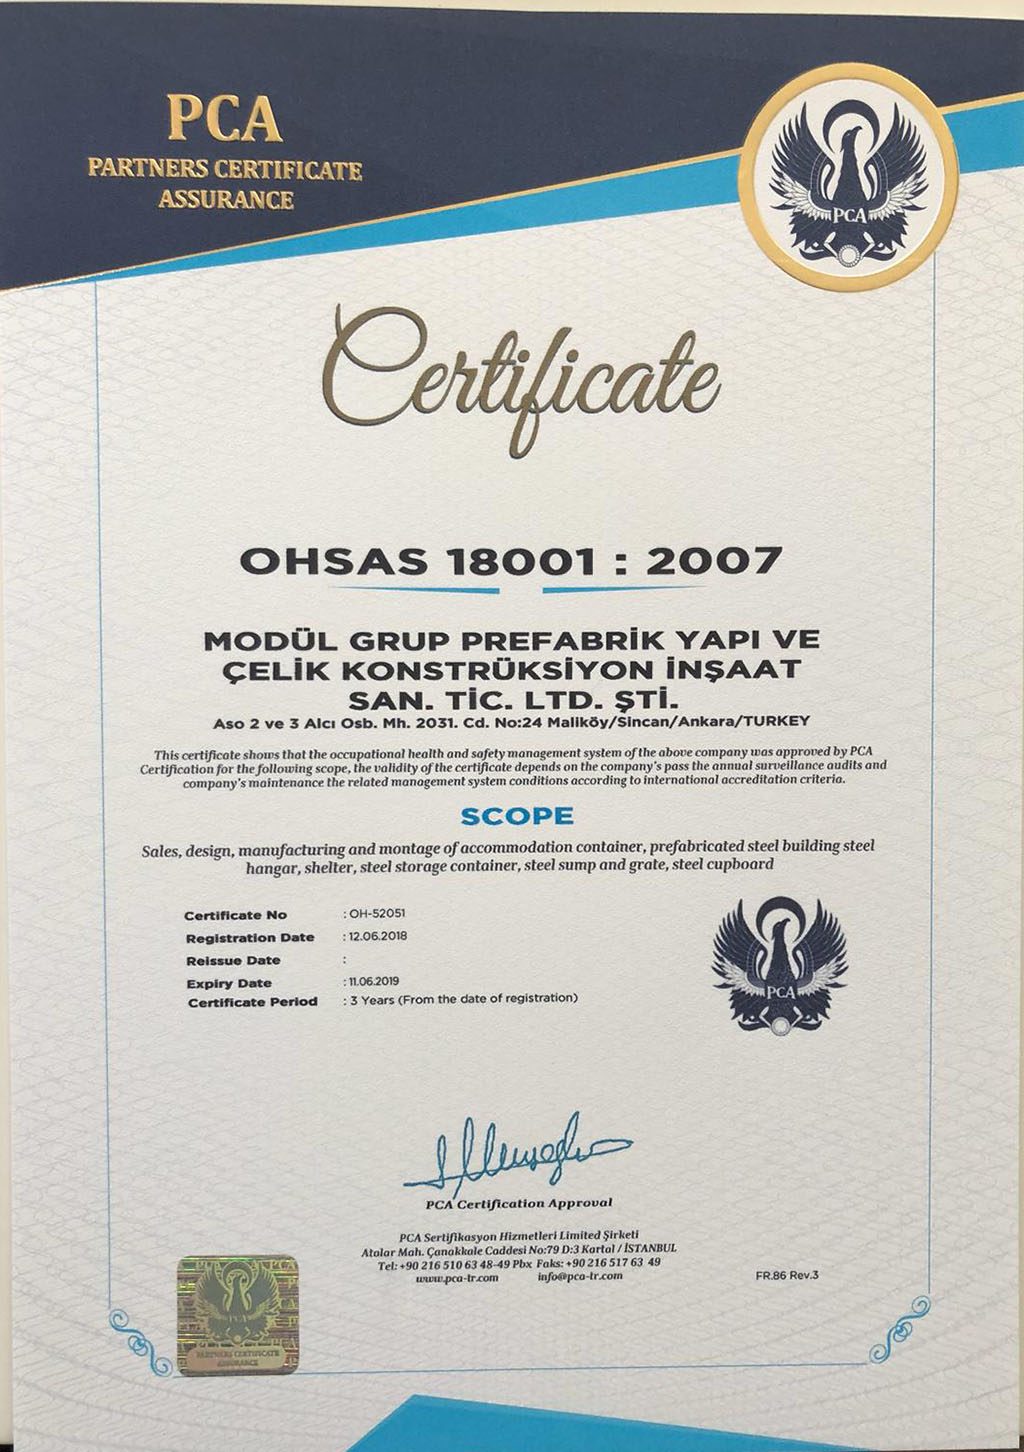 PCA
PARTNERS CERTIFICATE
ASSURANCE
PCA
Certificate
OHSAS 18001 : 2007
MODÜL GRUP PREFABRİK YAPI VE
ÇELİK KONSTRÜKSİYON İNŞAAT
SAN. TİC. LTD. ŞTİ.
Aso 2 ve 3 Alcı Osb. Mh. 2031. Cd. No:24 Maliköy/Sincan/Ankara/TURKEY
This certificate shows that the occupational health and safety management system of the above company was approved by PCA
Certification for the following scope, the validity of the certificate depends on the company's pass the annual surveillance audits and
company's maintenance the related management system conditions according to international accreditation criteria.
SCOPE
Sales, design, manufacturing and montage of accommodation container, prefabricated steel building steel
hangar, shelter, steel storage container, steel sump and grate, steel cupboard
Certificate No : OH-52051
Registration Date : 12.06.2018
Reissue Date :
Expiry Date : 11.06.2019
Certificate Period : 3 Years (From the date of registration)
PCA
PCA Certification Approval
PCA Sertifikasyon Hizmetleri Limited Şirketi
Atalar Mah. Çanakkale Caddesi No:79 D:3 Kartal / İSTANBUL
Tel: +90 216 510 63 48-49 Pbx Faks: +90 216 517 63 49
www.pca-tr.com info@pca-tr.com
FR.86 Rev.3
PCA
PARTNERS CERTIFICATE
ASSURANCE